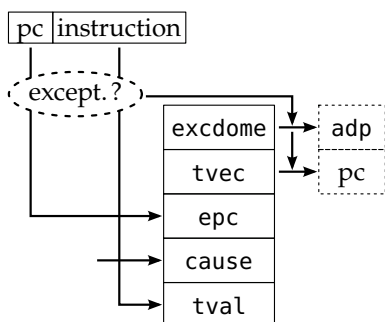 pc instruction
except. ?
excdome adp
tvec pc
epc
cause
tval